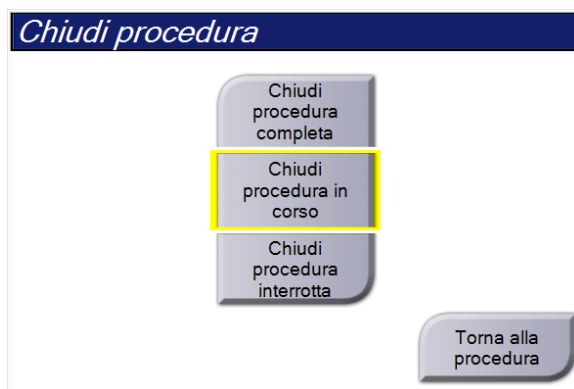 Chiudi procedura
Chiudi
procedura
completa
Chiudi
procedura in
corso
Chiudi
procedura
interrotta
Torna alla
procedura